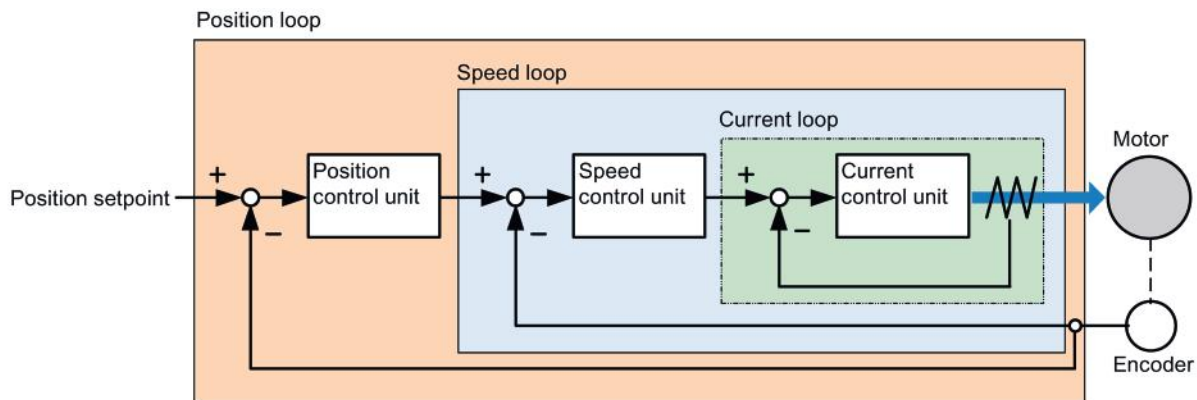 Position loop
Speed loop
Current loop
Motor
Position setpoint
+
−
Position
control unit
+
−
Speed
control unit
+
−
Current
control unit
Encoder